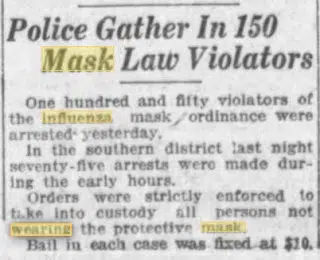 Police Gather In 150
Mask Law Violators
One hundred and fifty violators of
the influenza mask ordinance were
arrested yesterday.
In the southern district last night
seventy-five arrests were made dur-
ing the early hours.
Orders were strictly enforced to
take into custody all persons not
wearing the protective mask.
Bail in each case was fixed at $10.